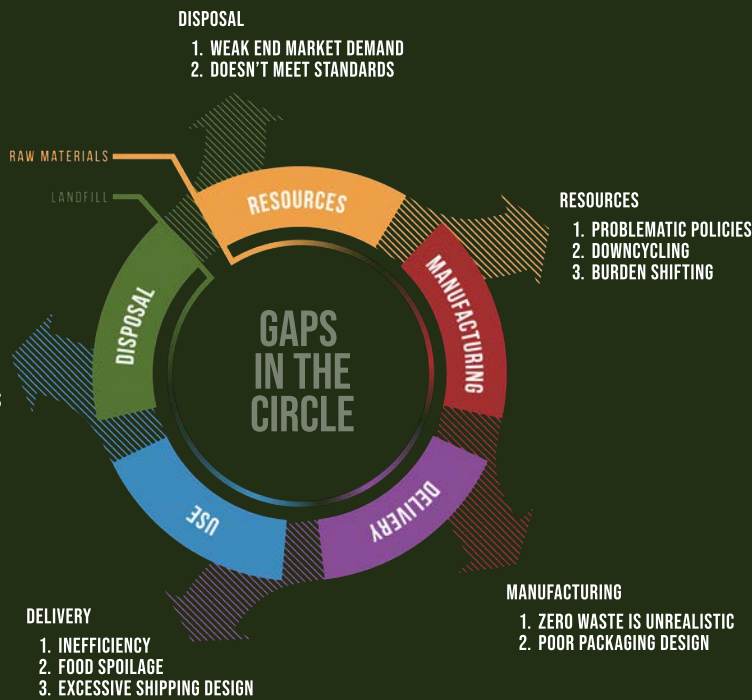 DISPOSAL
1. WEAK END MARKET DEMAND
2. DOESN'T MEET STANDARDS
RAW MATERIALS
LANDFILL
RESOURCES
RESOURCES
1. PROBLEMATIC POLICIES
2. DOWNCYCLING
3. BURDEN SHIFTING
MANUFACTURING
DISPOSAL
GAPS
IN THE
CIRCLE
DELIVERY
USE
MANUFACTURING
1. ZERO WASTE IS UNREALISTIC
2. POOR PACKAGING DESIGN
DELIVERY
1. INEFFICIENCY
2. FOOD SPOILAGE
3. EXCESSIVE SHIPPING DESIGN